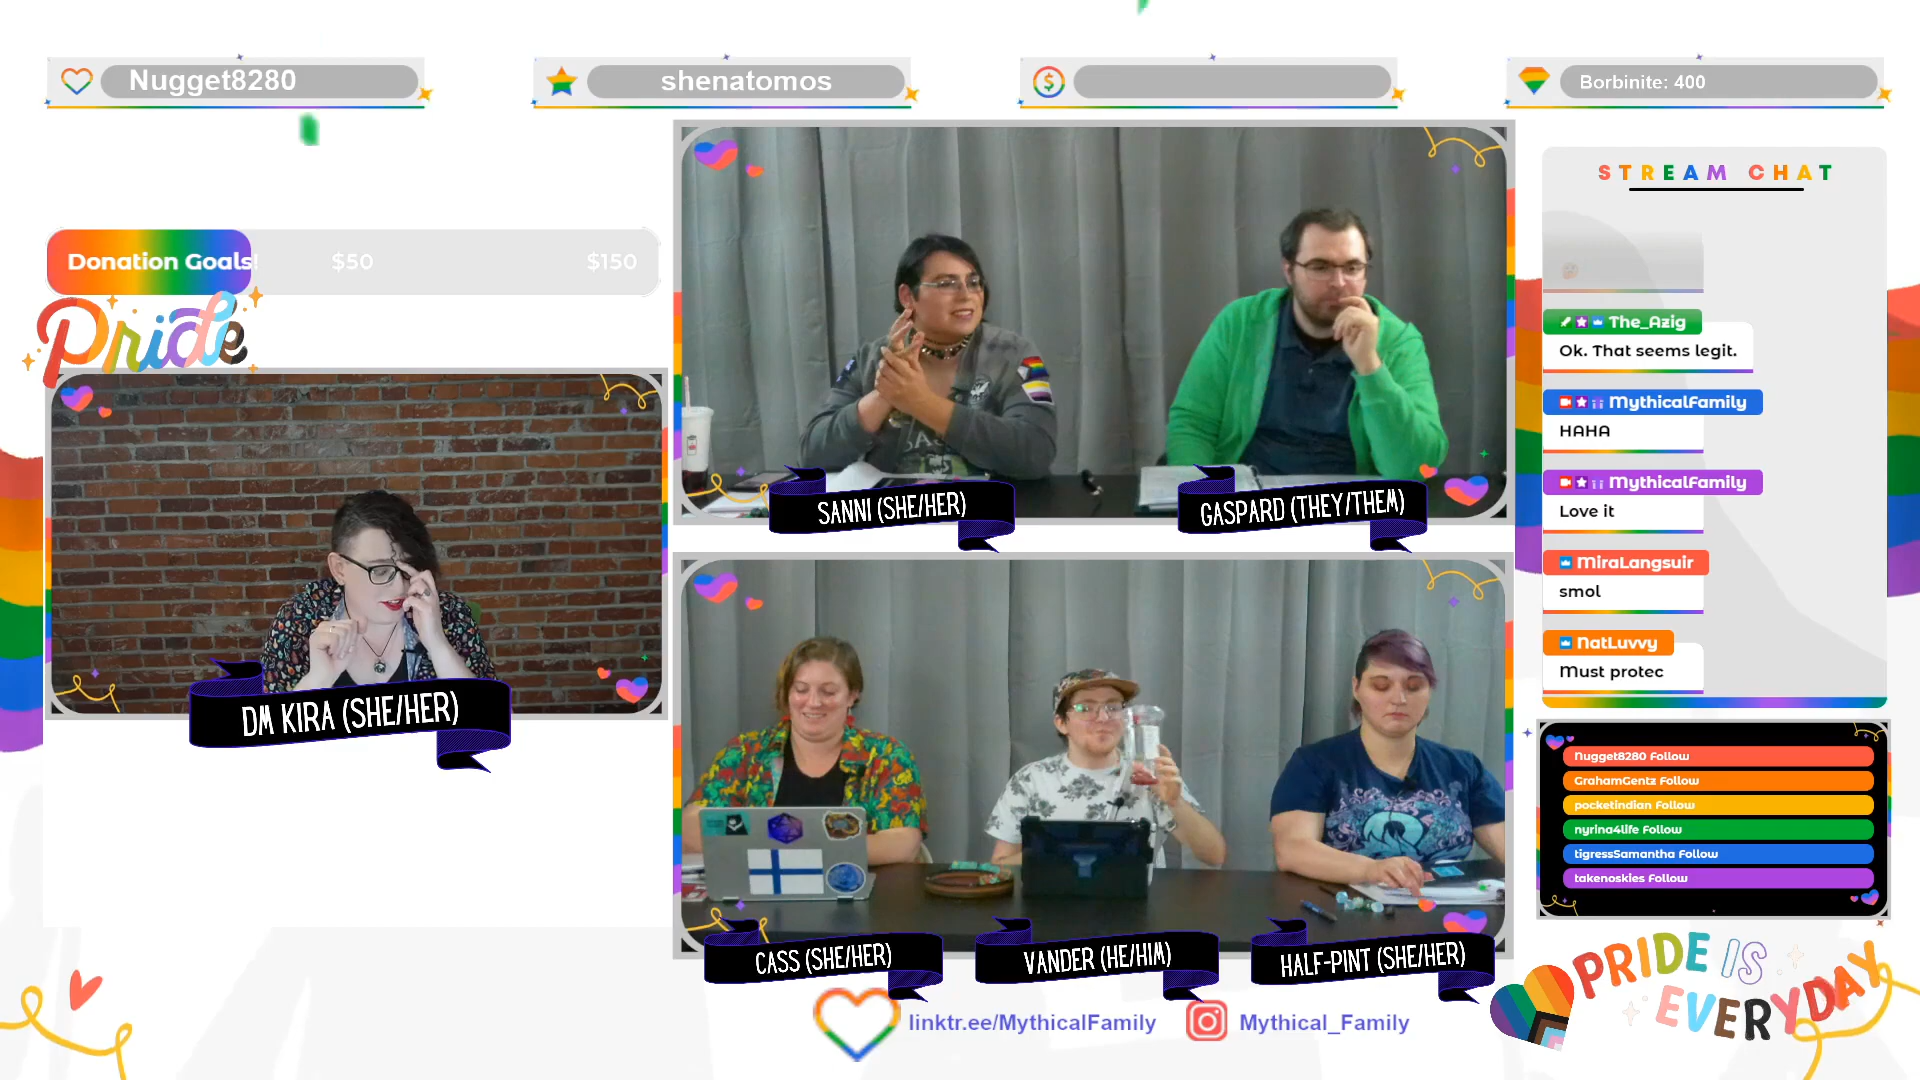 Nugget8280
shenatomos
Borbinite: 400
Donation Goals!
$50
$150
Pride
STREAM CHAT
The_Azig
Ok. That seems legit.
MythicalFamily
HAHA
MythicalFamily
Love it
MiraLangsuir
smol
NatLuvvy
Must protec
SANNI (SHE/HER)
GASPARD (THEY/THEM)
DM KIRA (SHE/HER)
CASS (SHE/HER)
VANDER (HE/HIM)
HALF-PINT (SHE/HER)
Nugget8280 Follow
GrahamGentz Follow
pocketindian Follow
nyrina4life Follow
tigressSamantha Follow
takenoskies Follow
PRIDE IS
EVERYDAY
linktr.ee/MythicalFamily
Mythical_Family